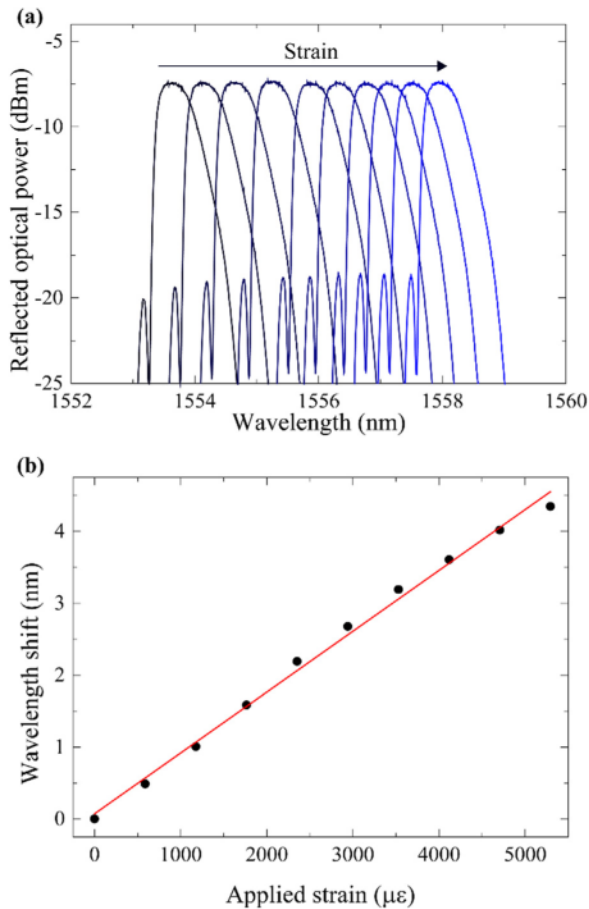 (a)
Strain
-5
-10
-15
-20
-25
Reflected optical power (dBm)
1552 1554 1556 1558 1560
Wavelength (nm)
(b)
4
3
2
1
0
Wavelength shift (nm)
0 1000 2000 3000 4000 5000
Applied strain (με)